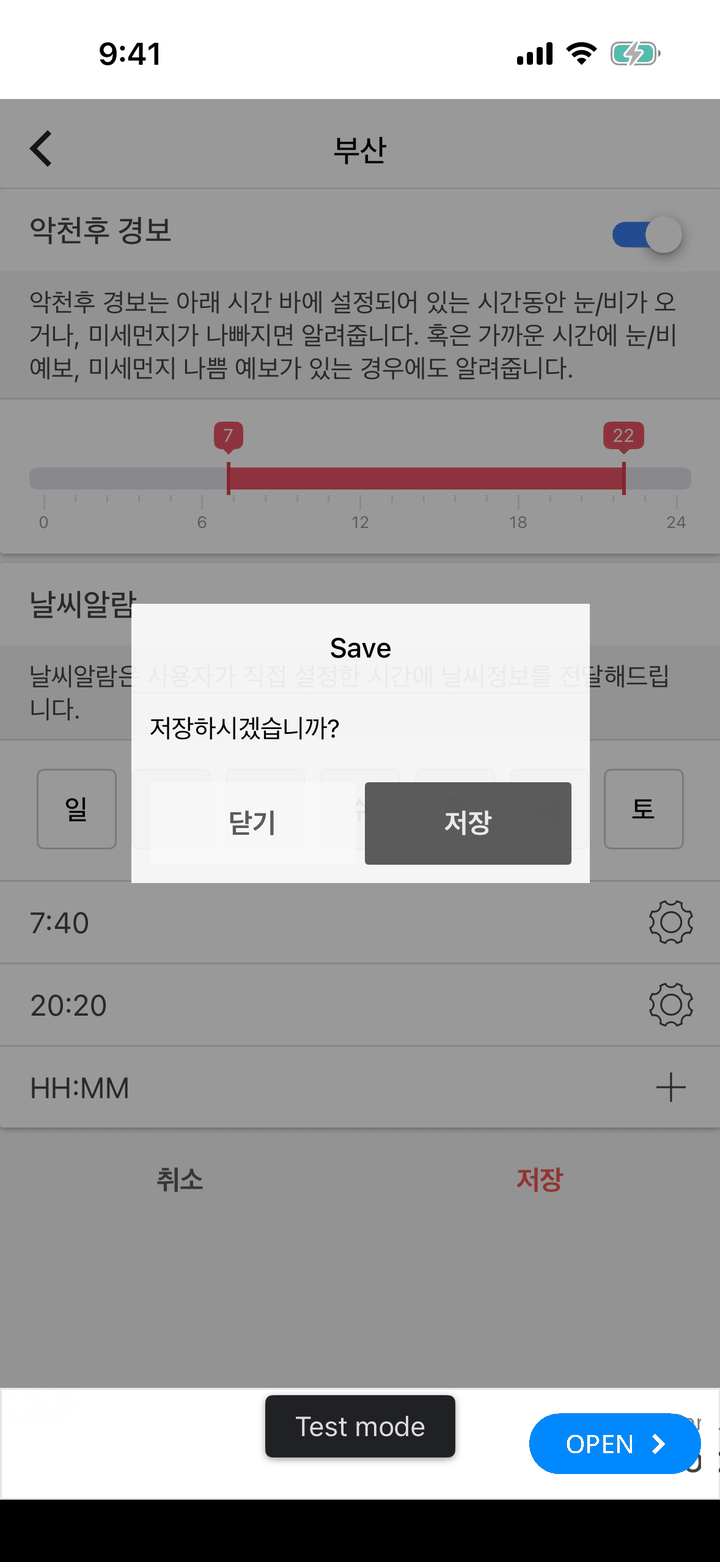 9:41
부산
악천후 경보
악천후 경보는 아래 시간 바에 설정되어 있는 시간동안 눈/비가 오
거나, 미세먼지가 나빠지면 알려줍니다. 혹은 가까운 시간에 눈/비
예보, 미세먼지 나쁨 예보가 있는 경우에도 알려줍니다.
7 22
0 6 12 18 24
날씨알람
Save
날씨알람은 사용자가 직접 설정한 시간에 날씨정보를 전달해드립
니다.
저장하시겠습니까?
일 토
닫기 저장
7:40
20:20
HH:MM
취소 저장
Test mode
OPEN